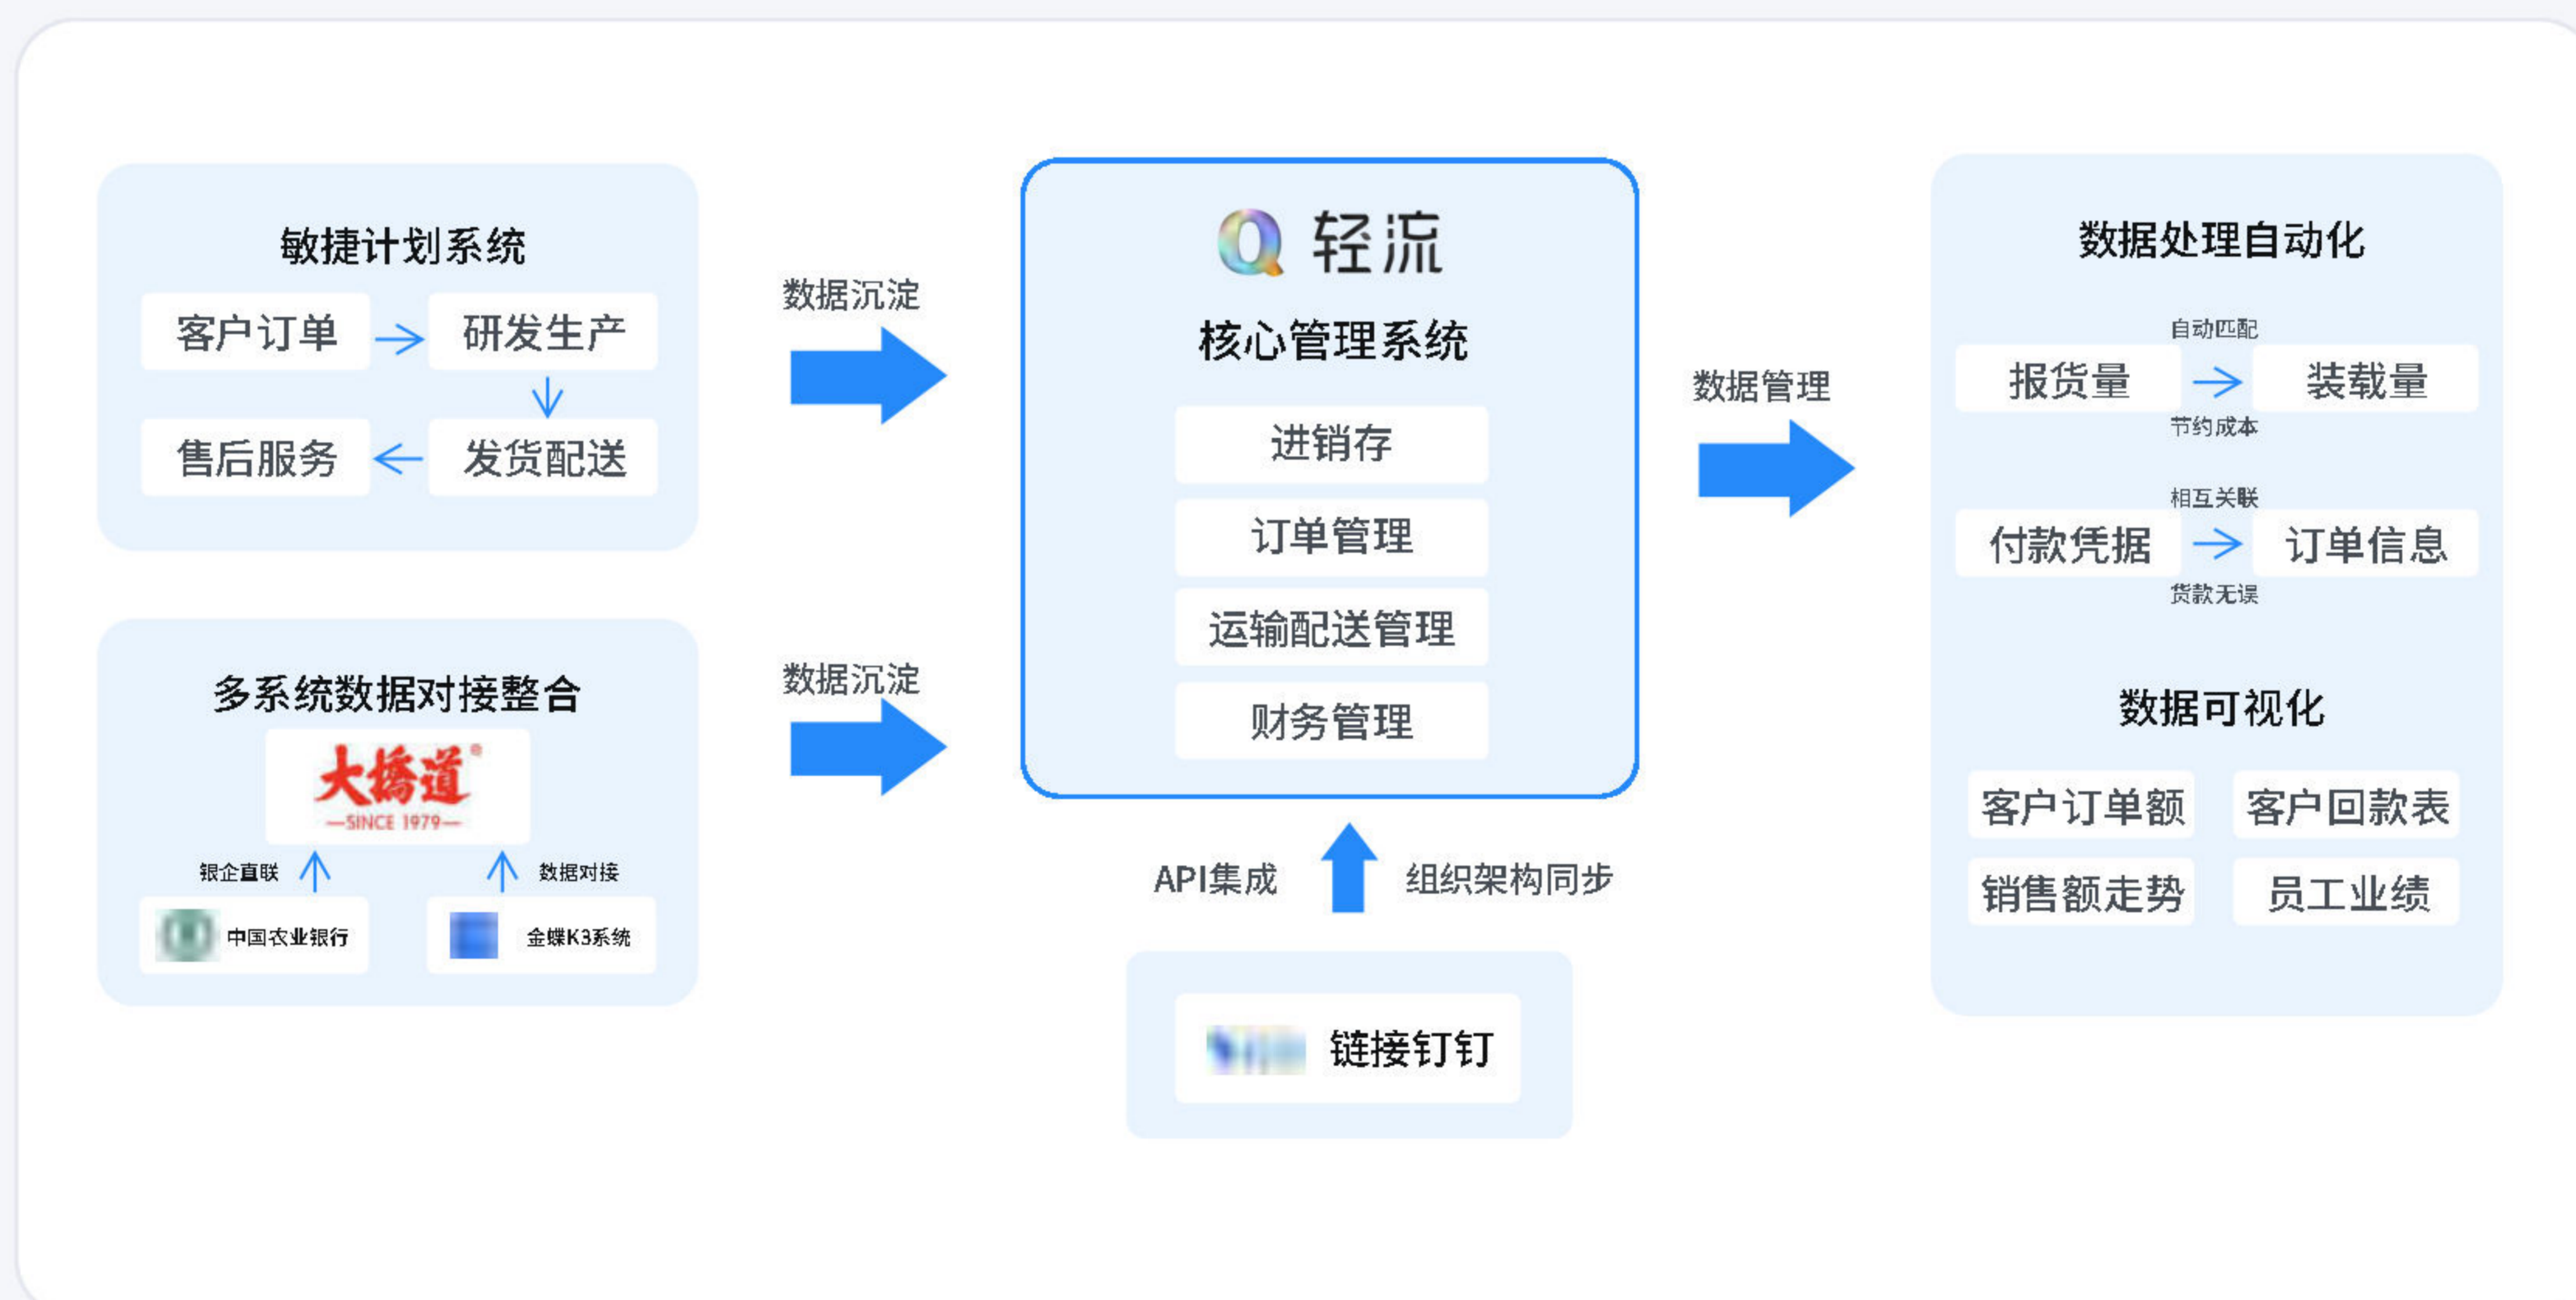 敏捷计划系统
客户订单
研发生产
售后服务
发货配送
多系统数据对接整合
大橋道®
—SINCE 1979—
银企直联
数据对接
中国农业银行
金蝶K3系统
数据沉淀
数据沉淀
轻流
核心管理系统
进销存
订单管理
运输配送管理
财务管理
API集成
组织架构同步
链接钉钉
数据管理
数据处理自动化
自动匹配
报货量
装载量
节约成本
相互关联
付款凭据
订单信息
货款无误
数据可视化
客户订单额
客户回款表
销售额走势
员工业绩